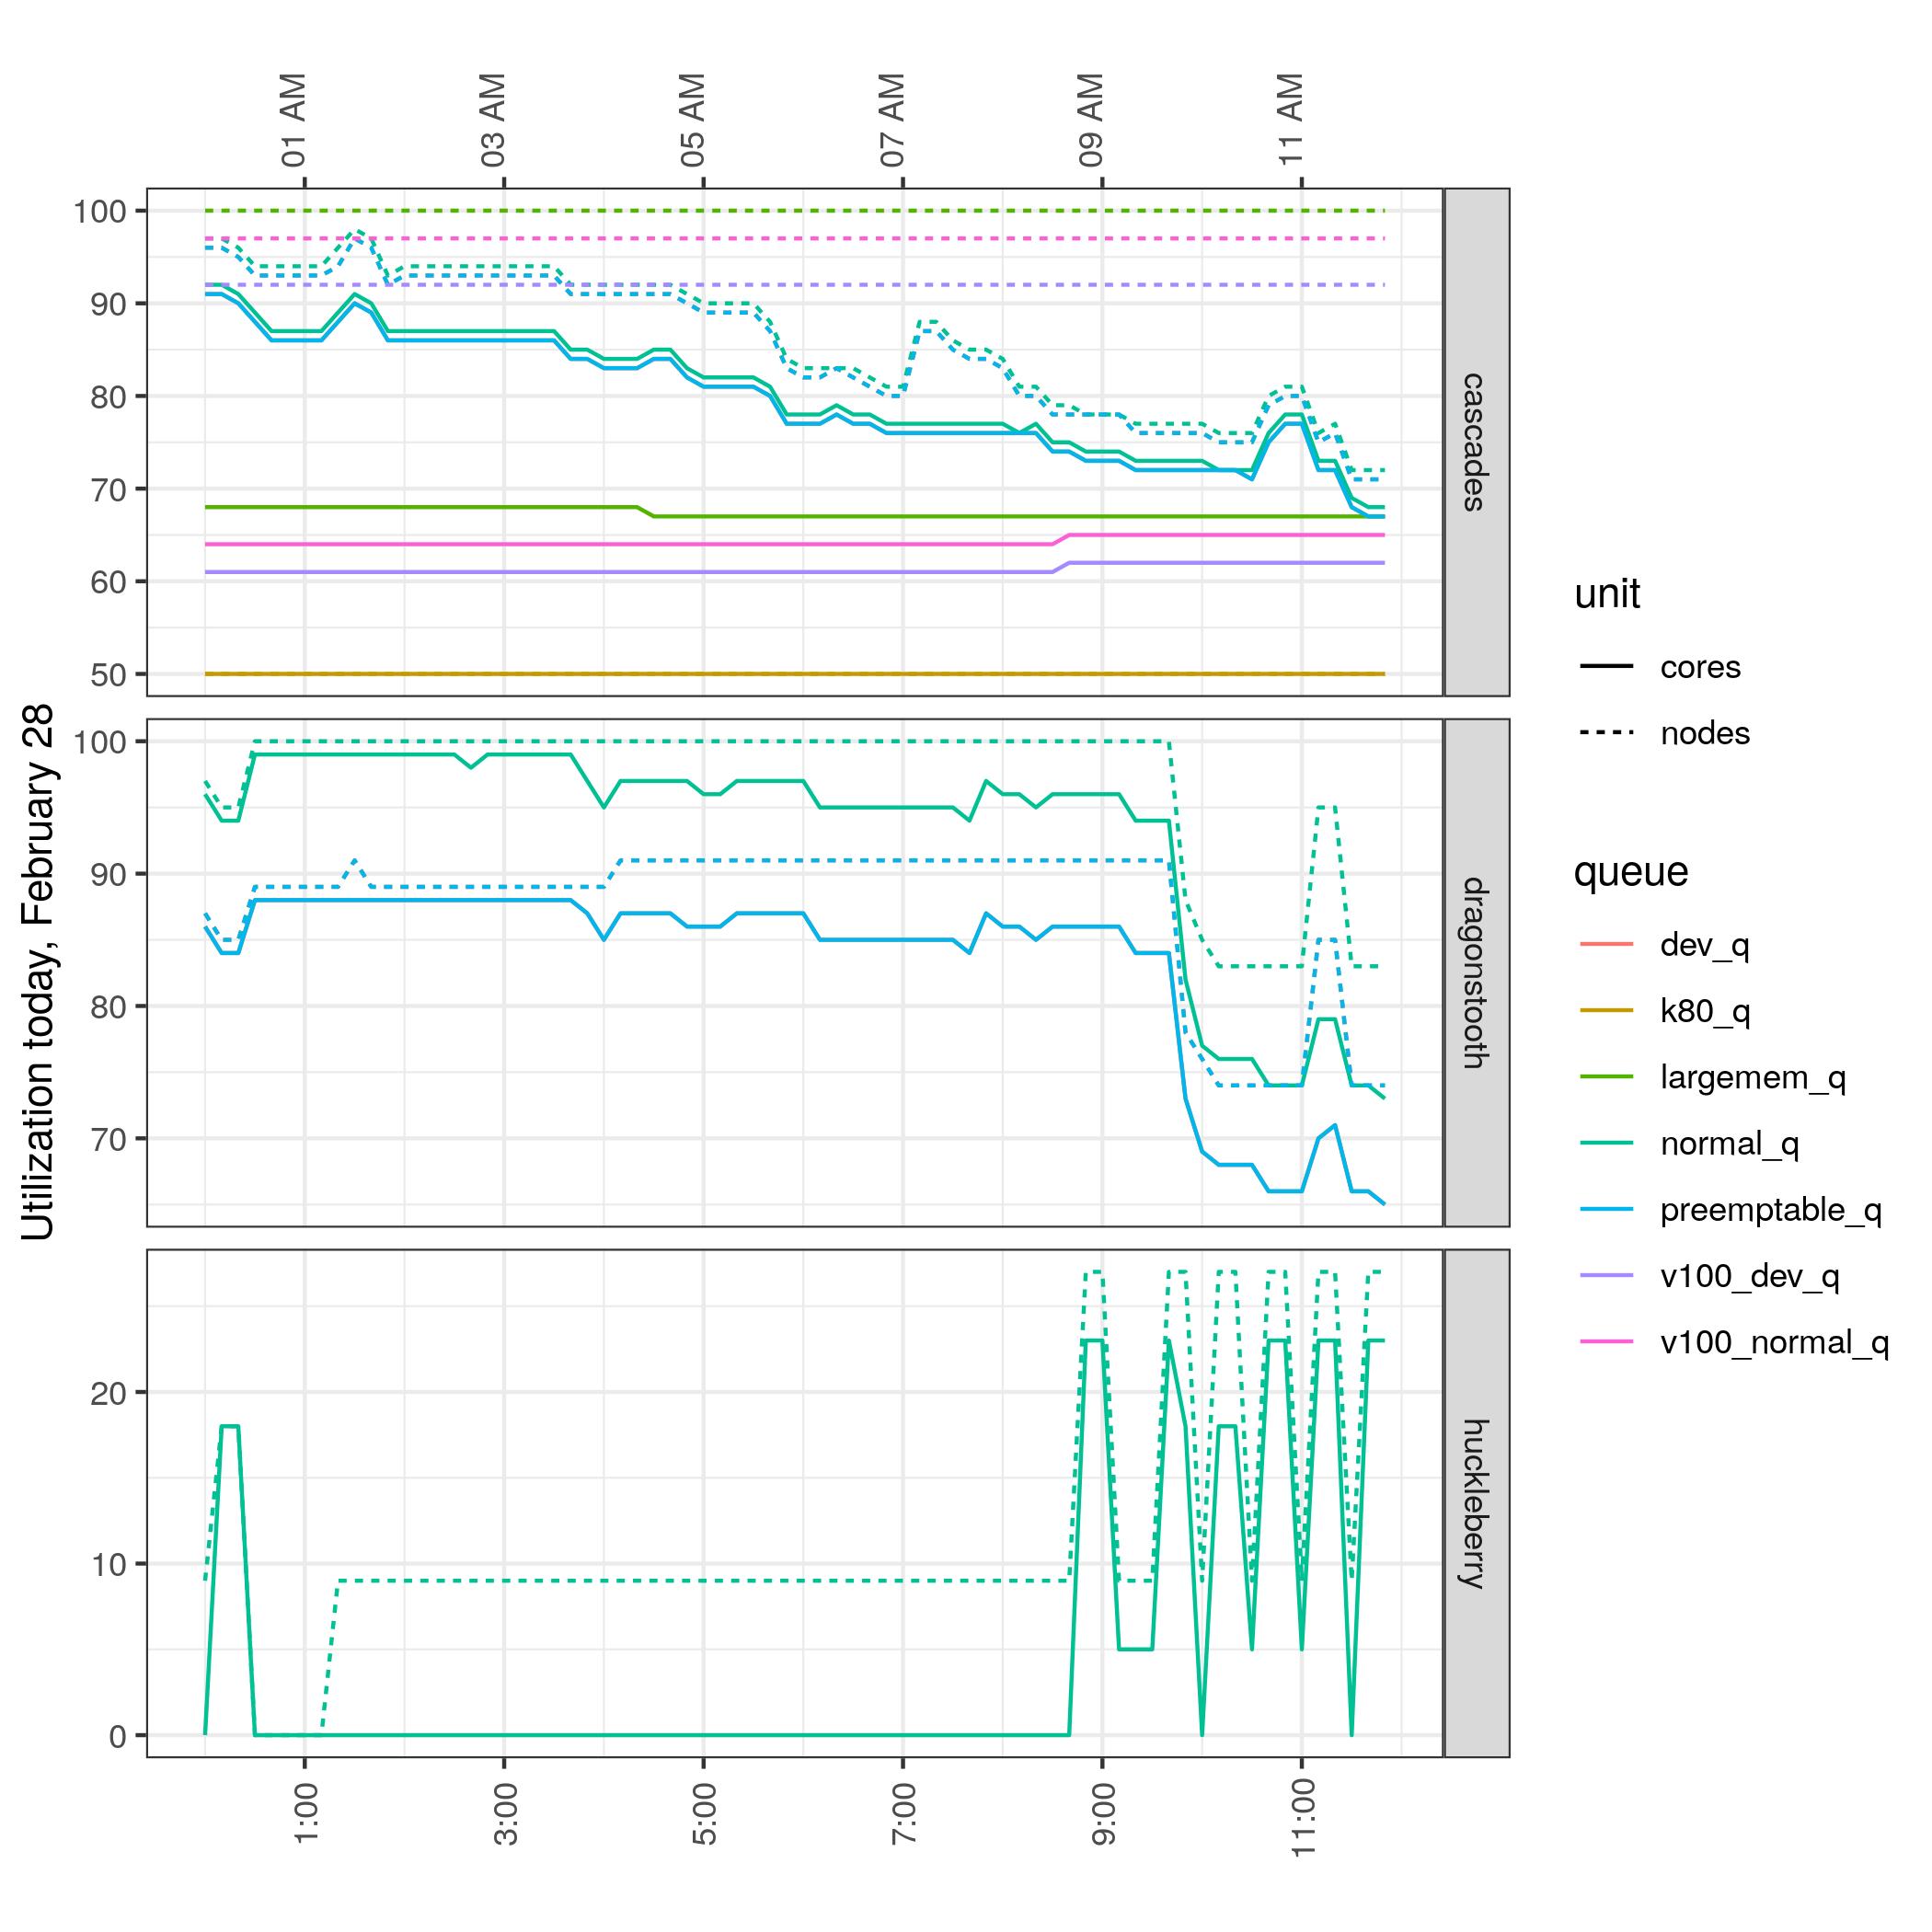 01 AM
03 AM
05 AM
07 AM
09 AM
11 AM
100
90
80
70
60
50
cascades
100
90
80
70
dragonstooth
20
10
0
huckleberry
1:00
3:00
5:00
7:00
9:00
11:00
Utilization today, February 28
unit
cores
nodes
queue
dev_q
k80_q
largemem_q
normal_q
preemptable_q
v100_dev_q
v100_normal_q